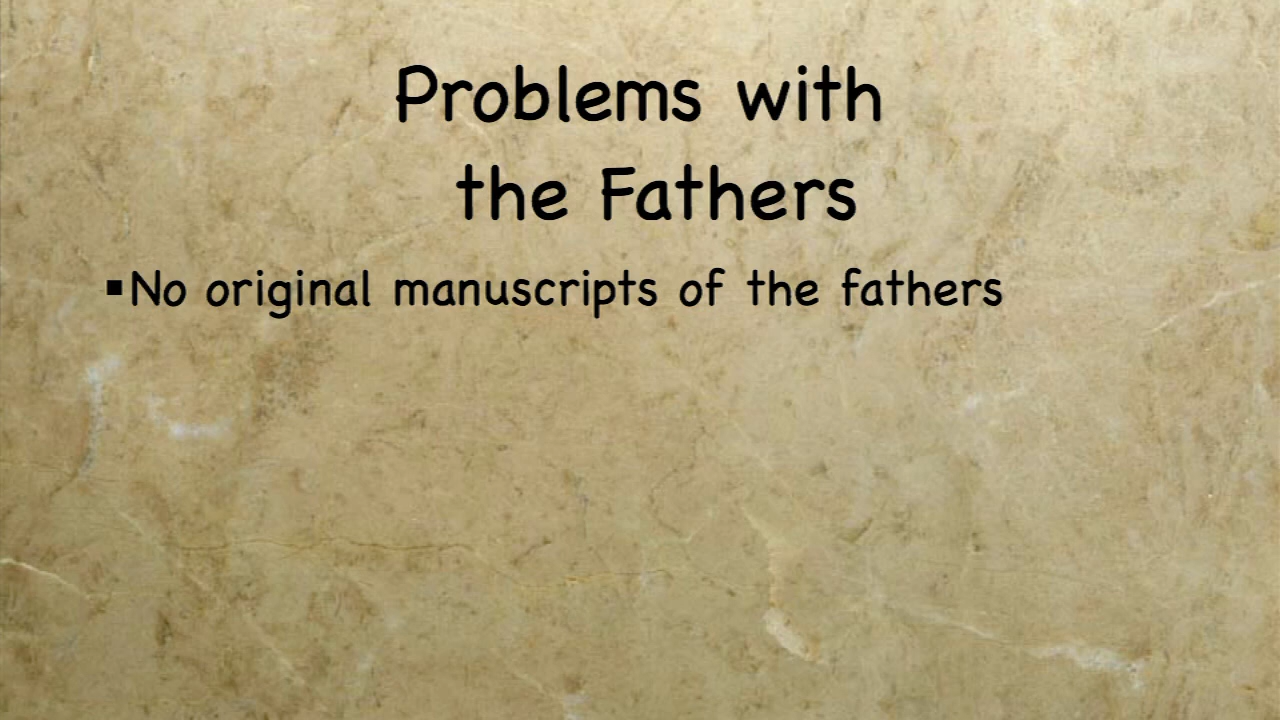 Problems with
the Fathers
▪No original manuscripts of the fathers